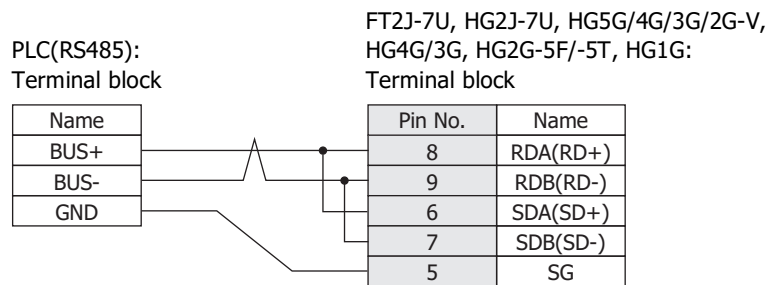 FT2J-7U, HG2J-7U, HG5G/4G/3G/2G-V,
PLC(RS485): HG4G/3G, HG2G-5F/-5T, HG1G:
Terminal block Terminal block
Name Pin No. Name
BUS+ 8 RDA(RD+)
BUS- 9 RDB(RD-)
GND 6 SDA(SD+)
7 SDB(SD-)
5 SG